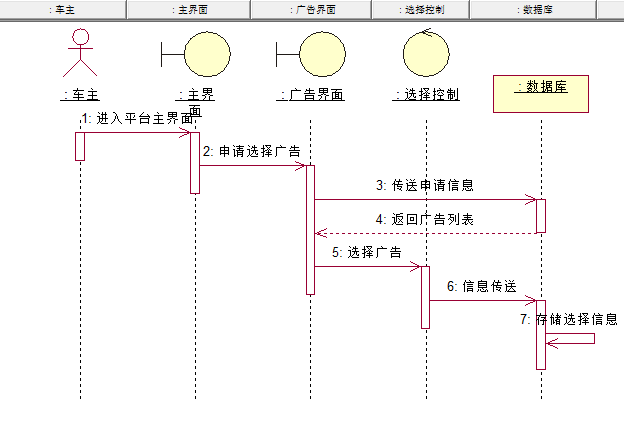 : 车主
: 主界面
: 广告界面
: 选择控制
: 数据库
: 车主
: 主界
面
: 广告界面
: 选择控制
: 数据库
1: 进入平台主界面
2: 申请选择广告
3: 传送申请信息
4: 返回广告列表
5: 选择广告
6: 信息传送
7: 存储选择信息